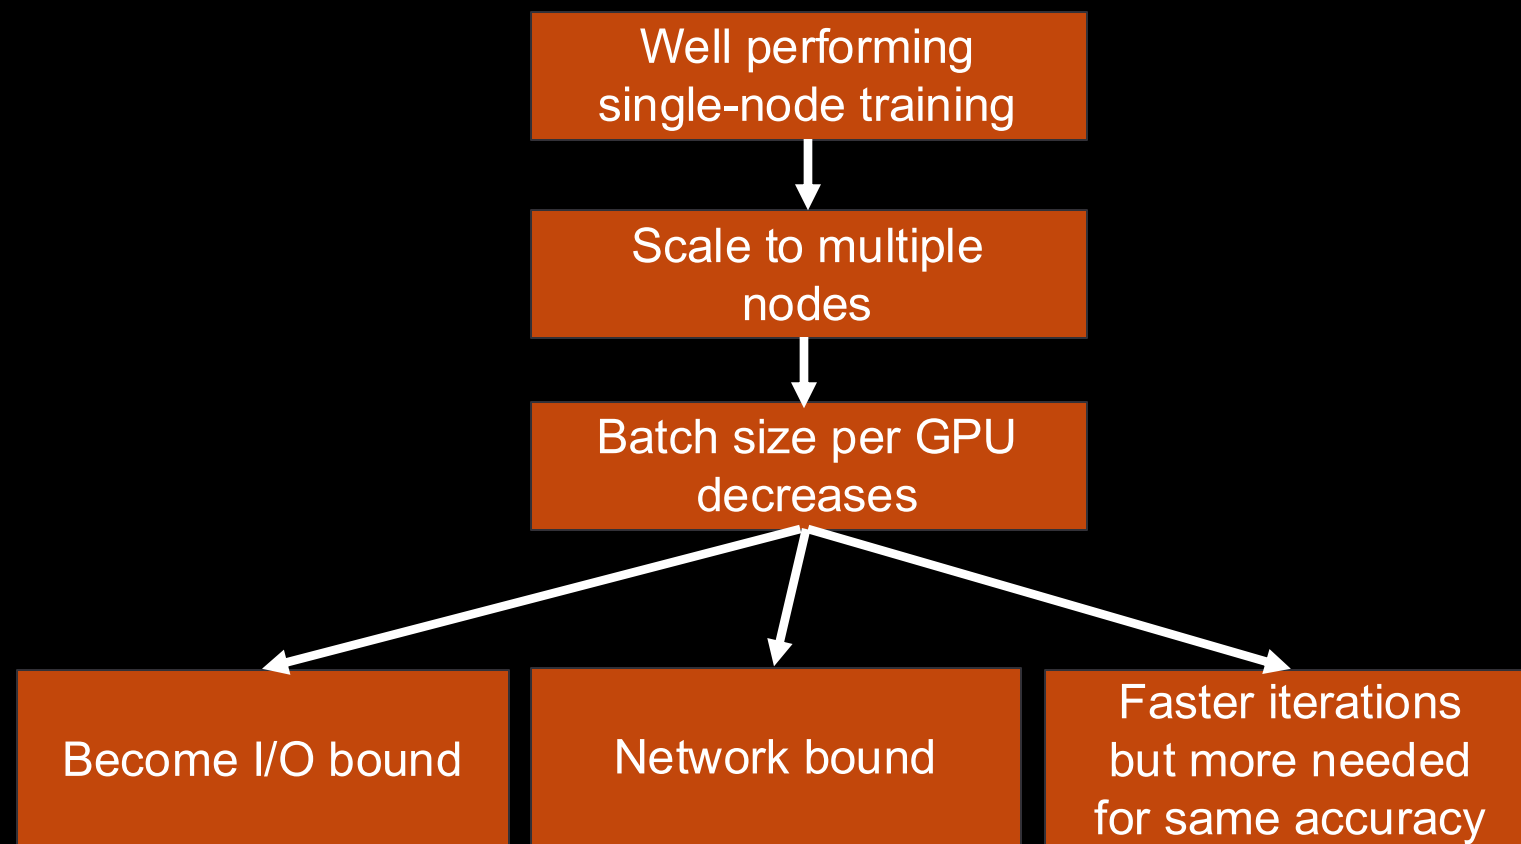 Well performing
single-node training
Scale to multiple
nodes
Batch size per GPU
decreases
Become I/O bound
Network bound
Faster iterations
but more needed
for same accuracy